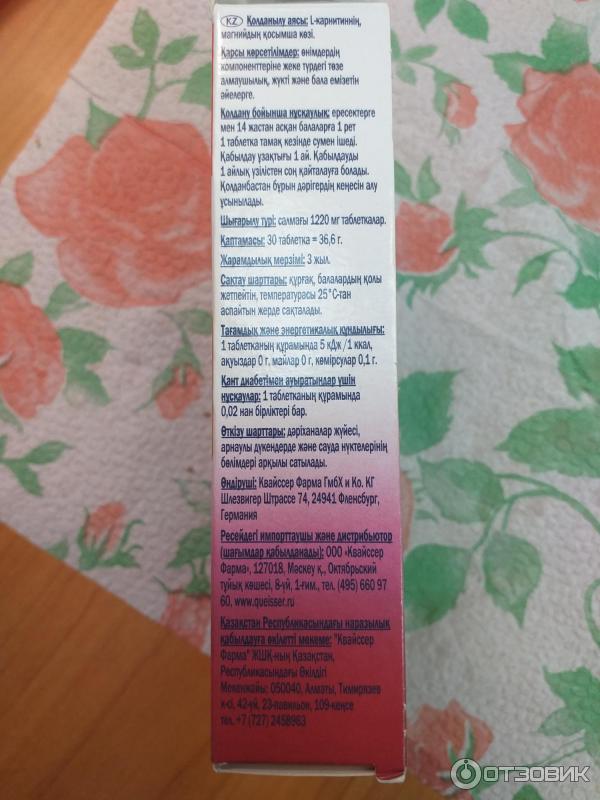 KZ Қолданылу аясы: L-карнитиннің,
магнийдың қосымша көзі.
Қарсы көрсетілімдер: өнімдердің
компоненттеріне жеке түрдегі төзе
алмаушылық, жүкті және бала емізетін
әйелерге.
Қолдану бойынша нұсқаулық: ересектерге
мен 14 жастан асқан балаларға 1 рет
1 таблетка тамақ кезінде сумен ішеді.
Қабылдау ұзақтығы 1 ай. Қабылдауды
1 айлық үзілістен соң қайталауға болады.
Қолданбастан бұрын дәрігердің кеңесін алу
ұсынылады.
Шығарылу түрі: салмағы 1220 мг таблеткалар.
Қаптамасы: 30 таблетка = 36,6 г.
Жарамдылық мерзімі: 3 жыл.
Сақтау шарттары: құрғақ, балалардың қолы
жетпейтін, температурасы 25°С-тан
аспайтын жерде сақталады.
Тағамдық және энергетикалық құндылығы:
1 таблетканың құрамында 5 кДж /1 ккал,
ақуыздар 0 г, майлар 0 г, көмірсулар 0,1 г.
Қант диабетімен ауыратындар үшін
нұсқаулар: 1 таблетканың құрамында
0,02 нан бірліктері бар.
Өткізу шарттары: дәріханалар жүйесі,
арнаулы дүкендерде және сауда нүктелерінің
бөлімдері арқылы сатылады.
Өндіруші: Квайссер Фарма ГмбХ и Ко. КГ
Шлезвигер Штрассе 74, 24941 Фленсбург,
Германия
Ресейдегі импорттаушы және дистрибьютор
(шағымдар қабылданады): ООО «Квайссер
Фарма», 127018, Мәскеу қ., Октябрьский
туйық көшесі, 8-үй, 1-ғим., тел. (495) 660 97
60, www.queisser.ru
Қазақстан Республикасындағы наразылық
қабылдауға өкілетті мекеме: "Квайссер
Фарма" ЖШҚ-ның Қазақстан,
Республикасындағы Өкілдігі
Мекенжайы: 050040, Алматы, Тимирязев
к-сі, 42-үй, 23-павильон, 109-кеңсе
тел. +7 (727) 2458963
ОТЗОВИК